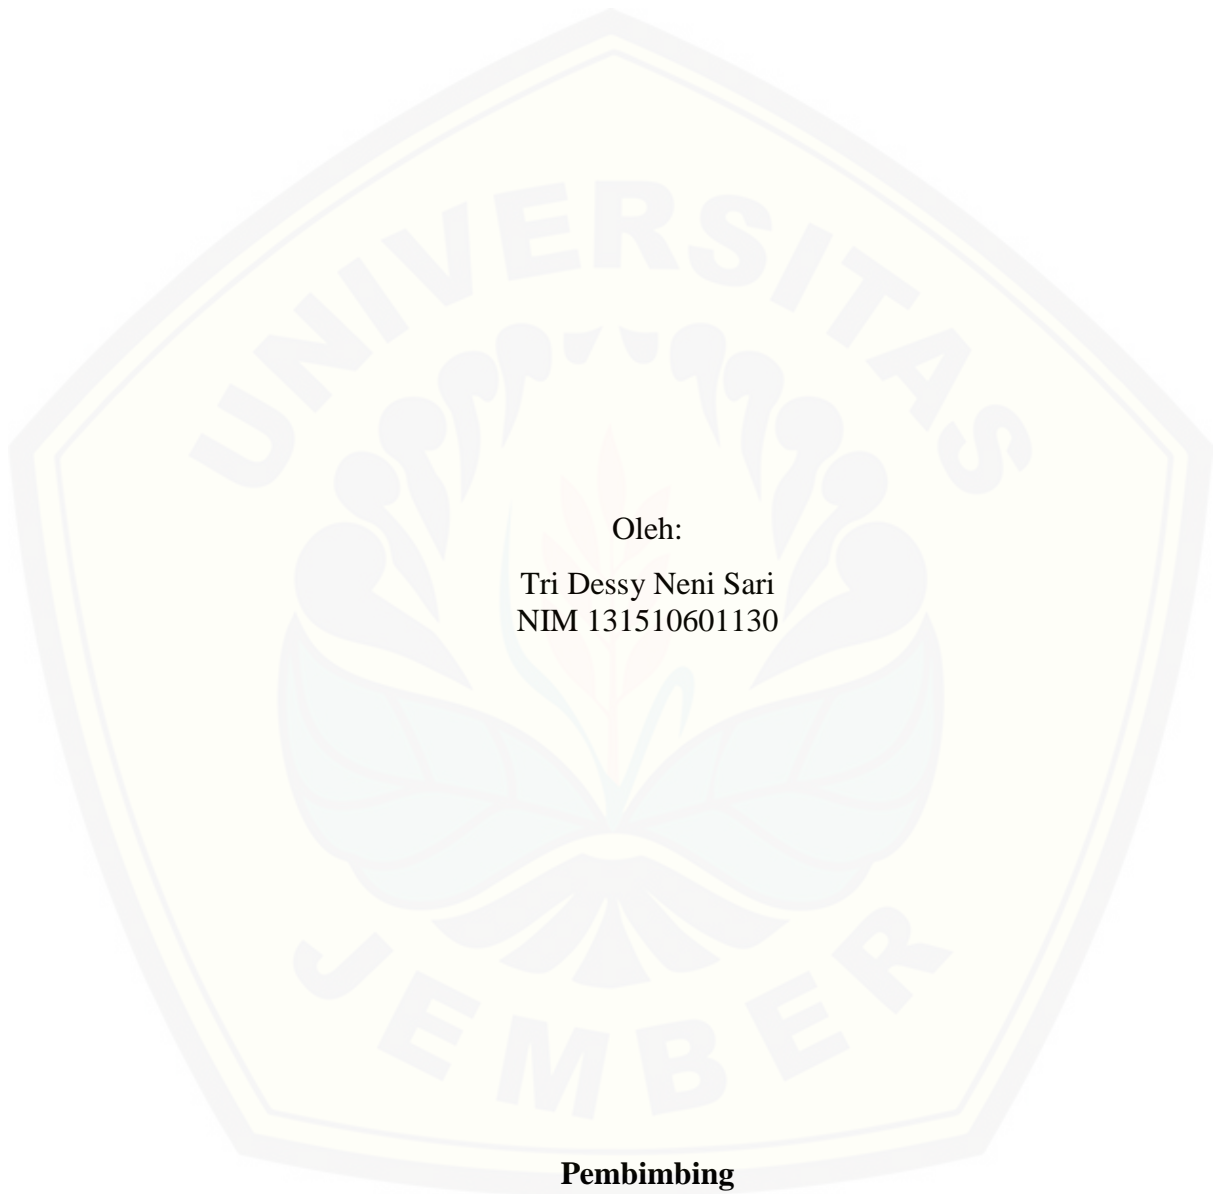 UNIVERSITAS
Oleh:
Tri Dessy Neni Sari
NIM 131510601130
JEMBER
Pembimbing